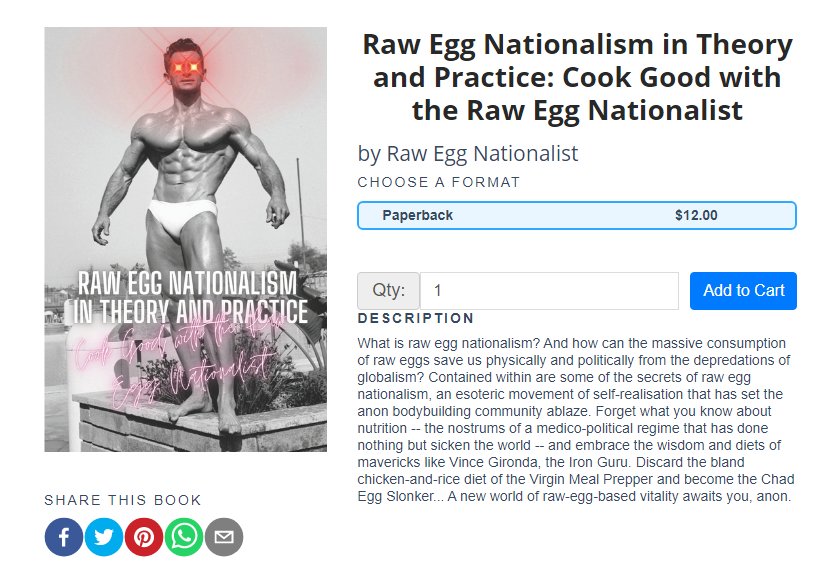 Raw Egg Nationalism in Theory
and Practice: Cook Good with
the Raw Egg Nationalist
by Raw Egg Nationalist
CHOOSE A FORMAT
Paperback $12.00
Qty: 1 Add to Cart
DESCRIPTION
What is raw egg nationalism? And how can the massive consumption
of raw eggs save us physically and politically from the depredations of
globalism? Contained within are some of the secrets of raw egg
nationalism, an esoteric movement of self-realisation that has set the
anon bodybuilding community ablaze. Forget what you know about
nutrition -- the nostrums of a medico-political regime that has done
nothing but sicken the world -- and embrace the wisdom and diets of
mavericks like Vince Gironda, the Iron Guru. Discard the bland
chicken-and-rice diet of the Virgin Meal Prepper and become the Chad
Egg Slonker... A new world of raw-egg-based vitality awaits you, anon.
RAW EGG NATIONALISM
IN THEORY AND PRACTICE
Cook Good with the Raw
Egg Nationalist
SHARE THIS BOOK